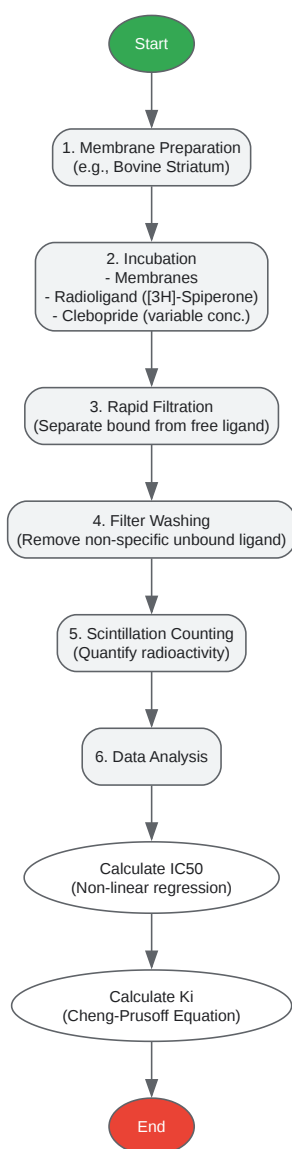 Start
1. Membrane Preparation
(e.g., Bovine Striatum)
2. Incubation
- Membranes
- Radioligand ([3H]-Spiperone)
- Clebopride (variable conc.)
3. Rapid Filtration
(Separate bound from free ligand)
4. Filter Washing
(Remove non-specific unbound ligand)
5. Scintillation Counting
(Quantify radioactivity)
6. Data Analysis
Calculate IC50
(Non-linear regression)
Calculate Ki
(Cheng-Prusoff Equation)
End